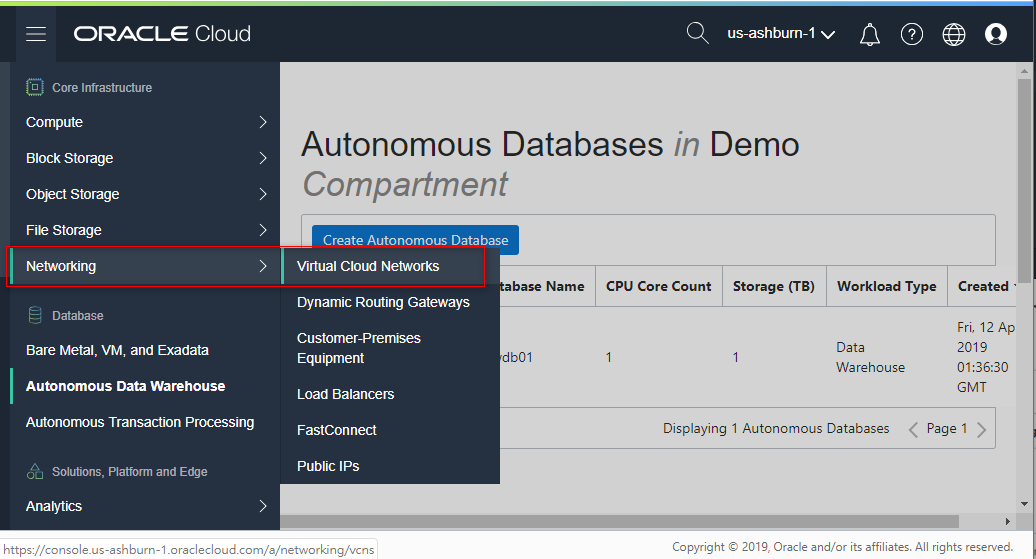 ORACLE Cloud
us-ashburn-1
Core Infrastructure
Compute
Block Storage
Object Storage
File Storage
Networking
Database
Bare Metal, VM, and Exadata
Autonomous Data Warehouse
Autonomous Transaction Processing
Solutions, Platform and Edge
Analytics
Virtual Cloud Networks
Dynamic Routing Gateways
Customer-Premises
Equipment
Load Balancers
FastConnect
Public IPs
Autonomous Databases in Demo
Compartment
Create Autonomous Database
tabase Name
CPU Core Count
Storage (TB)
Workload Type
Created
db01
1
1
Data
Warehouse
Fri, 12 Ap
2019
01:36:30
GMT
Displaying 1 Autonomous Databases
Page 1
https://console.us-ashburn-1.oraclecloud.com/a/networking/vcns
Copyright © 2019, Oracle and/or its affiliates. All rights reserved.